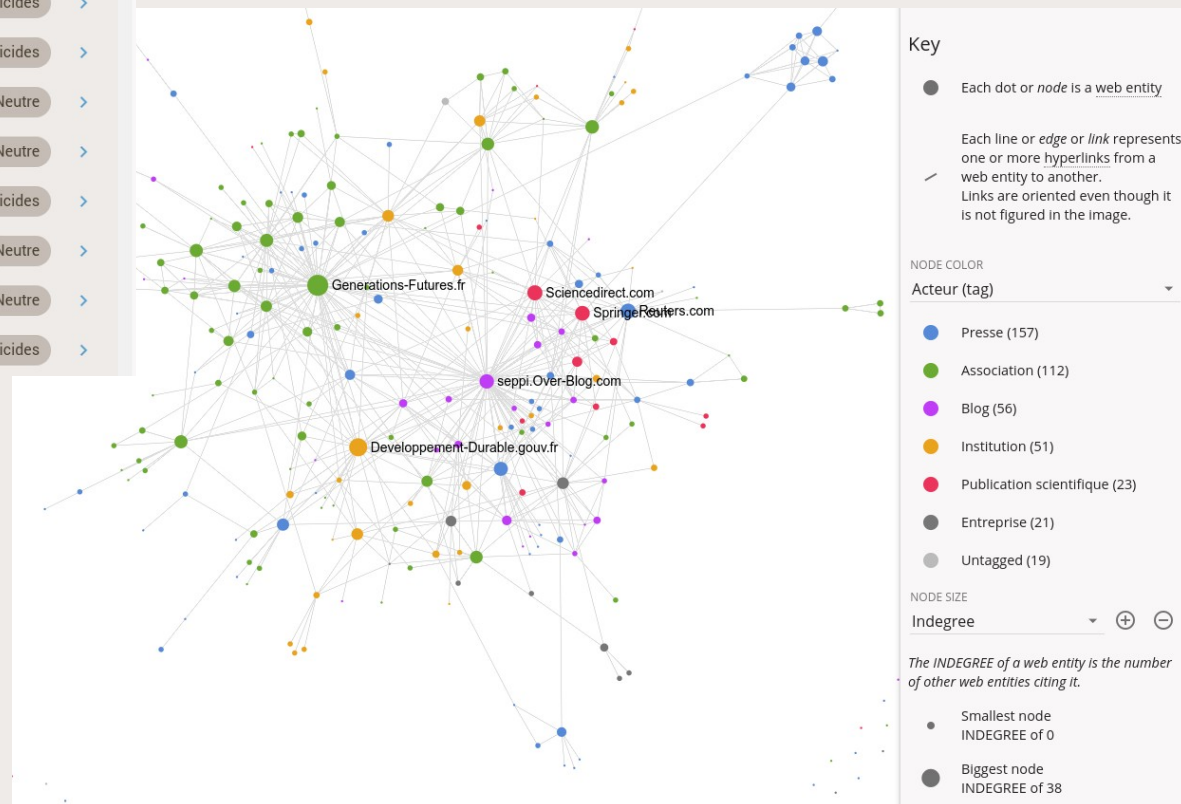 icides
icides
Neutre
Neutre
icides
Neutre
Neutre
icides
Generations-Futures.fr
Sciencedirect.com
Springer.com
Reuters.com
seppi.Over-Blog.com
Developpement-Durable.gouv.fr
Key
Each dot or node is a web entity
Each line or edge or link represents
one or more hyperlinks from a
web entity to another.
Links are oriented even though it
is not figured in the image.
NODE COLOR
Acteur (tag)
Presse (157)
Association (112)
Blog (56)
Institution (51)
Publication scientifique (23)
Entreprise (21)
Untagged (19)
NODE SIZE
Indegree
The INDEGREE of a web entity is the number
of other web entities citing it.
Smallest node
INDEGREE of 0
Biggest node
INDEGREE of 38